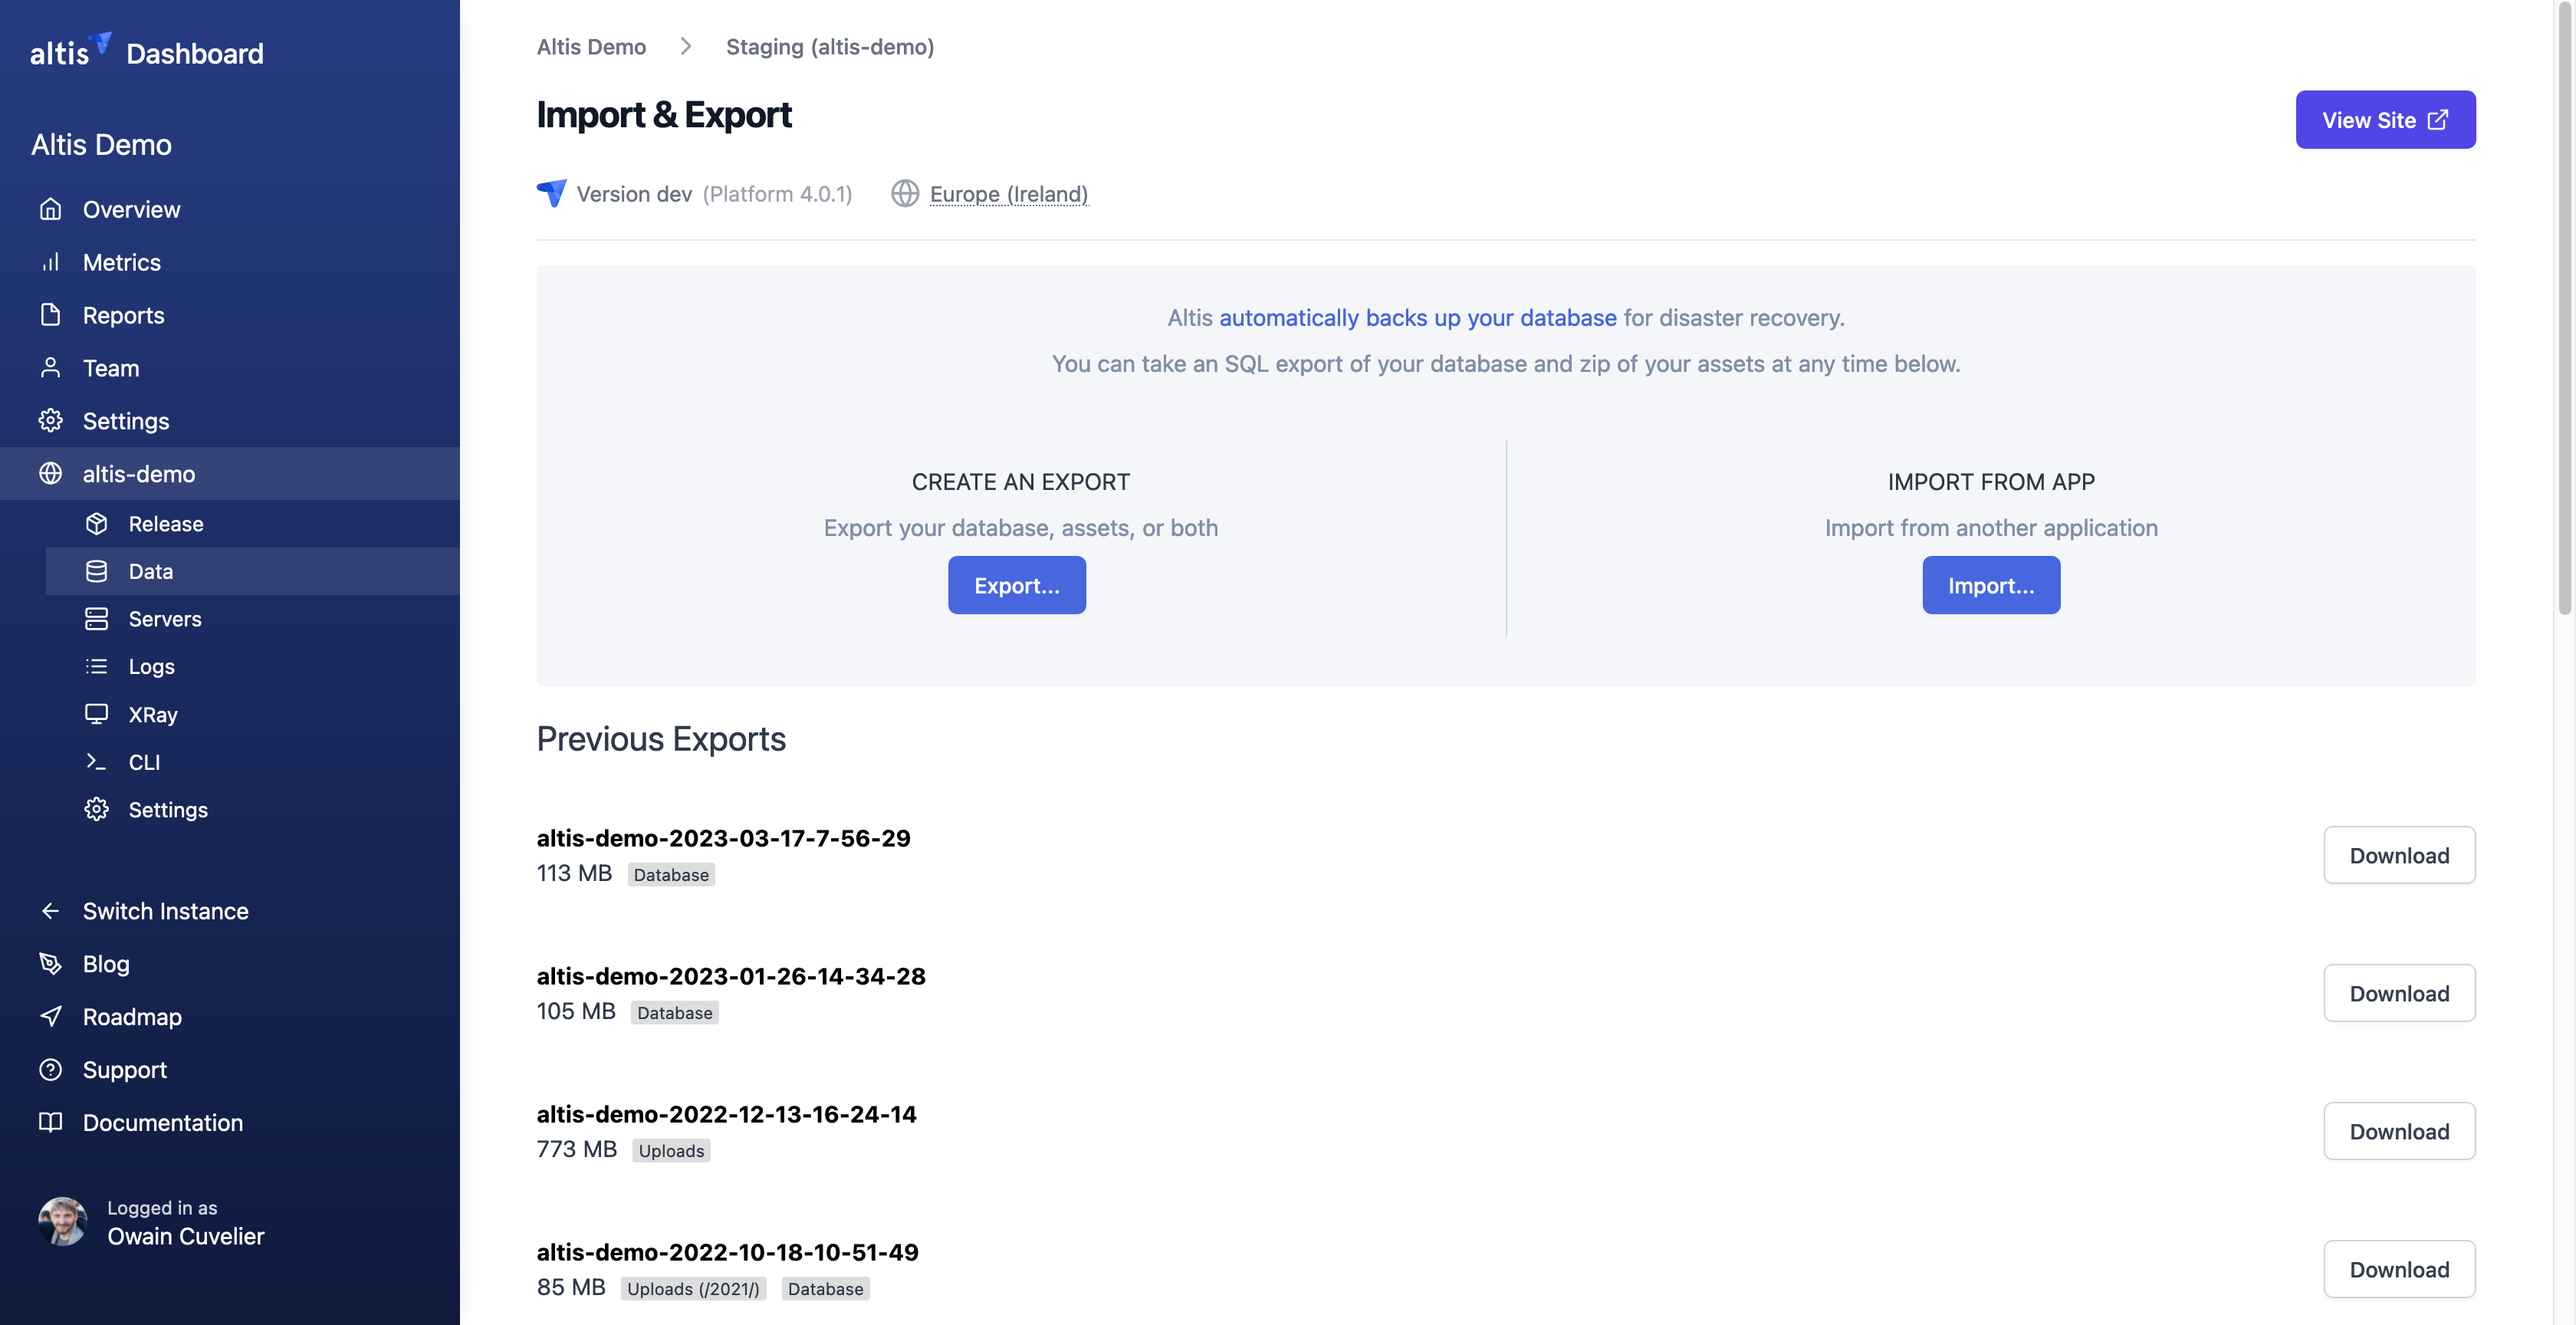 altis Dashboard
Altis Demo
Overview
Metrics
Reports
Team
Settings
altis-demo
Release
Data
Servers
Logs
XRay
CLI
Settings
Switch Instance
Blog
Roadmap
Support
Documentation
Logged in as
Owain Cuvelier
Altis Demo
Staging (altis-demo)
Import & Export
View Site
Version dev (Platform 4.0.1)
Europe (Ireland)
Altis automatically backs up your database for disaster recovery.
You can take an SQL export of your database and zip of your assets at any time below.
CREATE AN EXPORT
Export your database, assets, or both
Export...
IMPORT FROM APP
Import from another application
Import...
Previous Exports
altis-demo-2023-03-17-7-56-29
113 MB Database
Download
altis-demo-2023-01-26-14-34-28
105 MB Database
Download
altis-demo-2022-12-13-16-24-14
773 MB Uploads
Download
altis-demo-2022-10-18-10-51-49
85 MB Uploads (/2021/) Database
Download